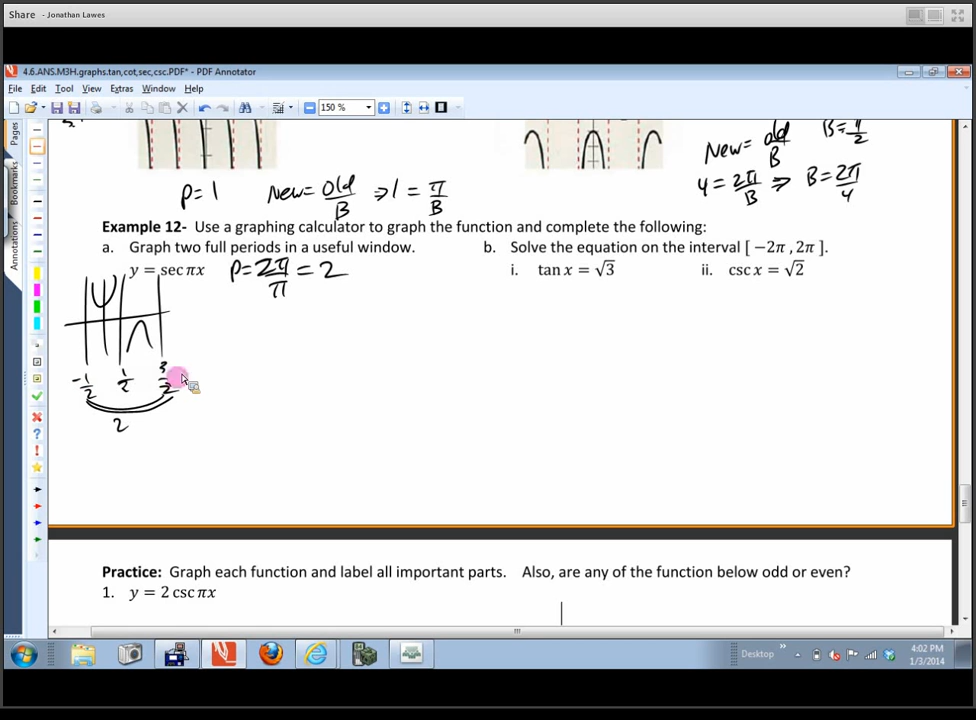 Share - Jonathan Lawes
4.6.ANS.M3H.graphs.tan,cot,sec,csc.PDF* - PDF Annotator
File Edit Tool View Extras Window Help
150 %
Pages
Bookmarks
Annotations
P=1 New= Old/B ⇒ 1 = π/B
New= old/B B=π/2
4 = 2π/B ⇒ B=2π/4
Example 12- Use a graphing calculator to graph the function and complete the following:
a. Graph two full periods in a useful window.
y = sec πx P= 2π/π = 2
-1/2 1/2 3/2
2
b. Solve the equation on the interval [ −2π , 2π ].
i. tan x = √3 ii. csc x = √2
Practice: Graph each function and label all important parts. Also, are any of the function below odd or even?
1. y = 2 csc πx
Desktop
4:02 PM
1/3/2014